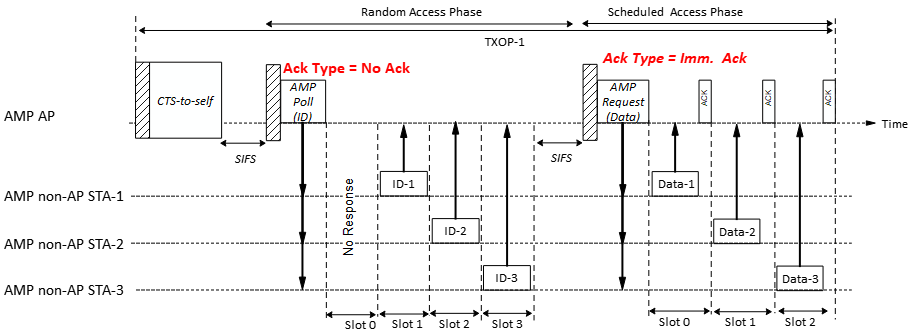 Random Access Phase
Scheduled Access Phase
TXOP-1
Ack Type = No Ack
Ack Type = Imm. Ack
CTS-to-self
AMP
Poll
(ID)
AMP
Request
(Data)
ACK
ACK
ACK
AMP AP
Time
SIFS
SIFS
No Response
ID-1
Data-1
AMP non-AP STA-1
ID-2
Data-2
AMP non-AP STA-2
ID-3
Data-3
AMP non-AP STA-3
Slot 0
Slot 1
Slot 2
Slot 3
Slot 0
Slot 1
Slot 2